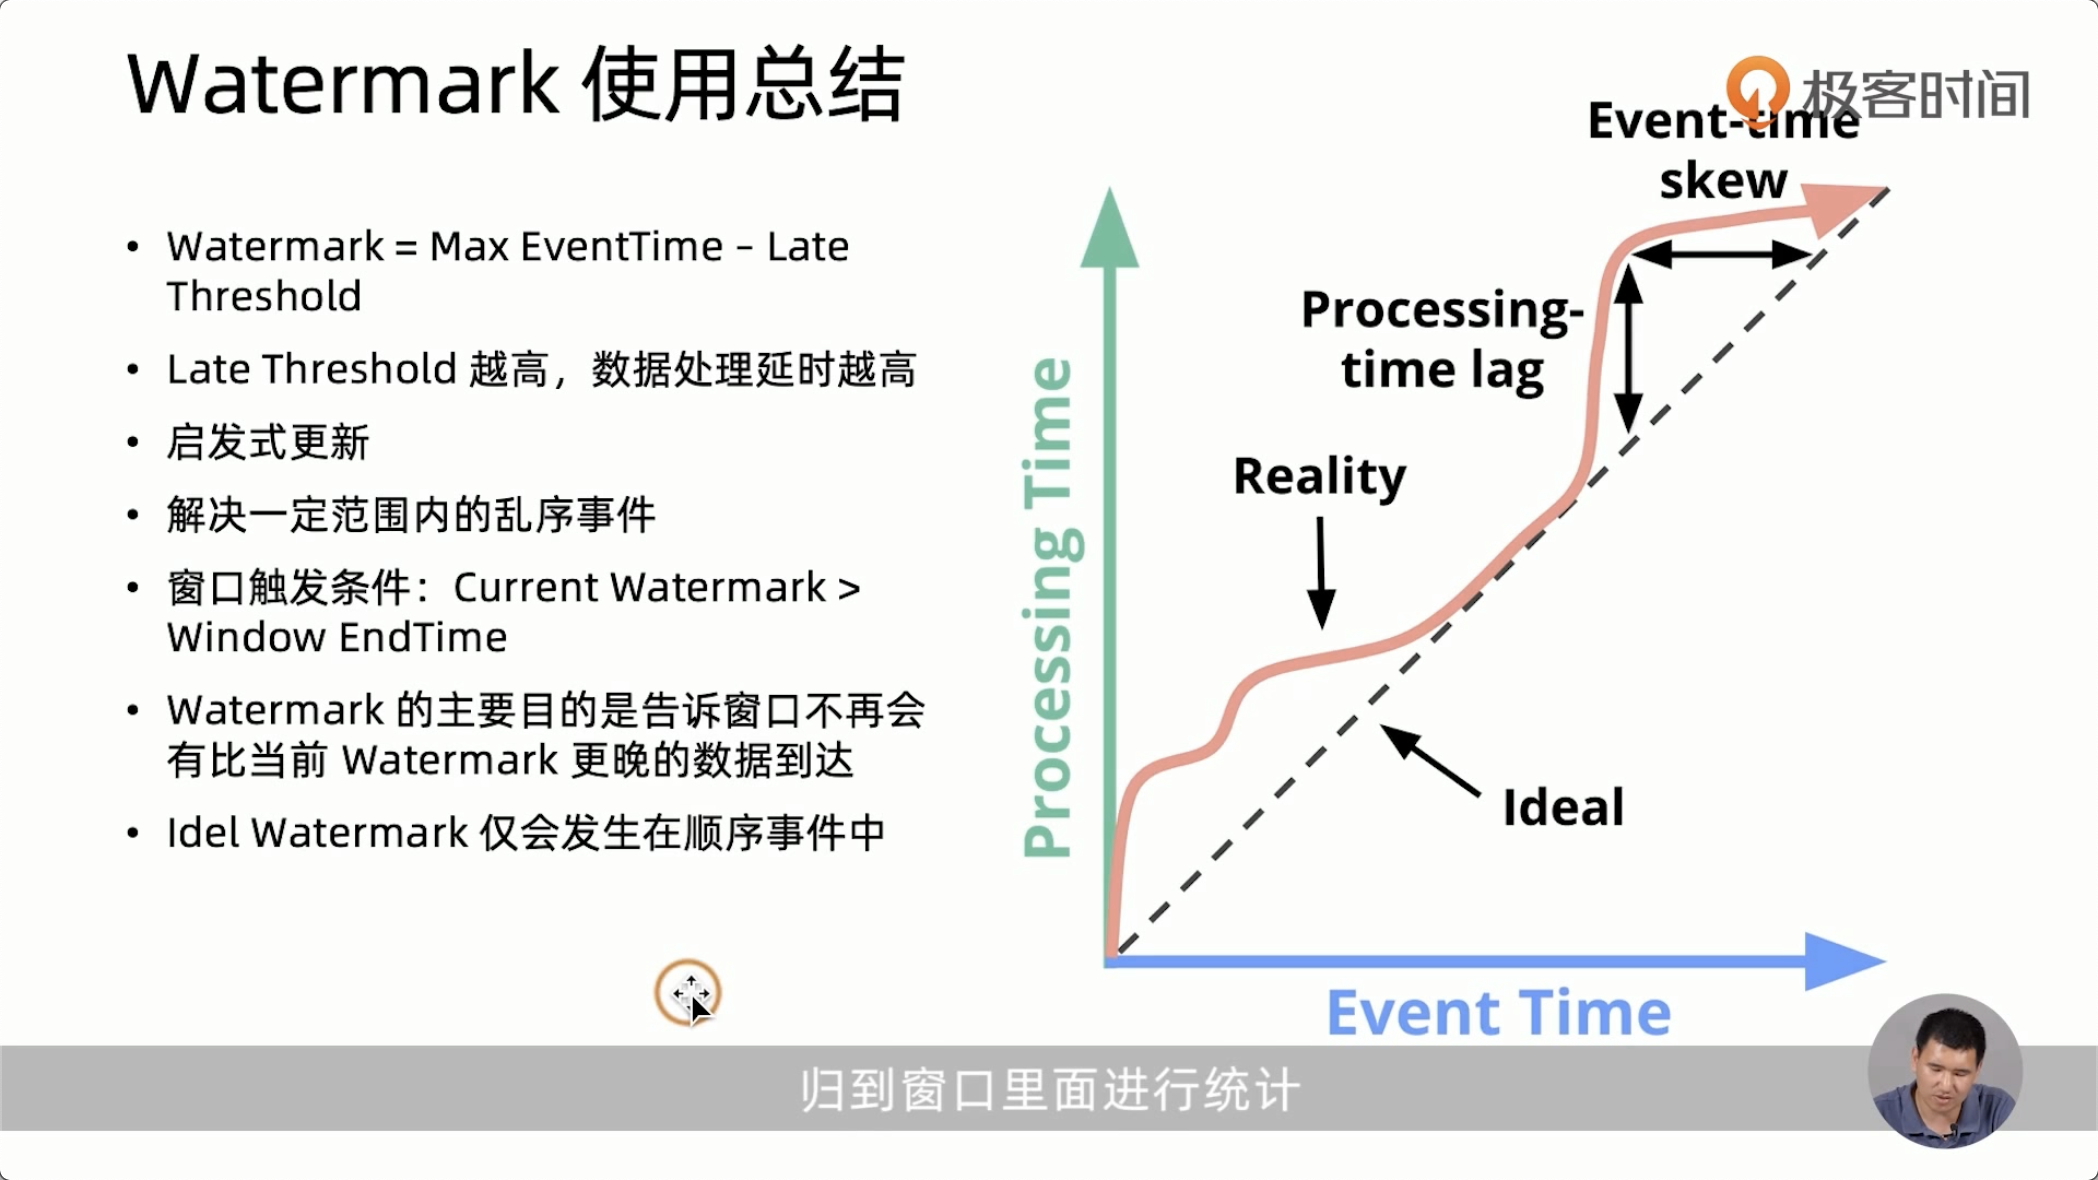 Watermark 使用总结
极客时间
• Watermark = Max EventTime – Late
Threshold
• Late Threshold 越高，数据处理延时越高
• 启发式更新
• 解决一定范围内的乱序事件
• 窗口触发条件：Current Watermark >
Window EndTime
• Watermark 的主要目的是告诉窗口不再会
有比当前 Watermark 更晚的数据到达
• Idel Watermark 仅会发生在顺序事件中
Event-time
skew
Processing-
time lag
Reality
Ideal
Processing Time
Event Time
归到窗口里面进行统计